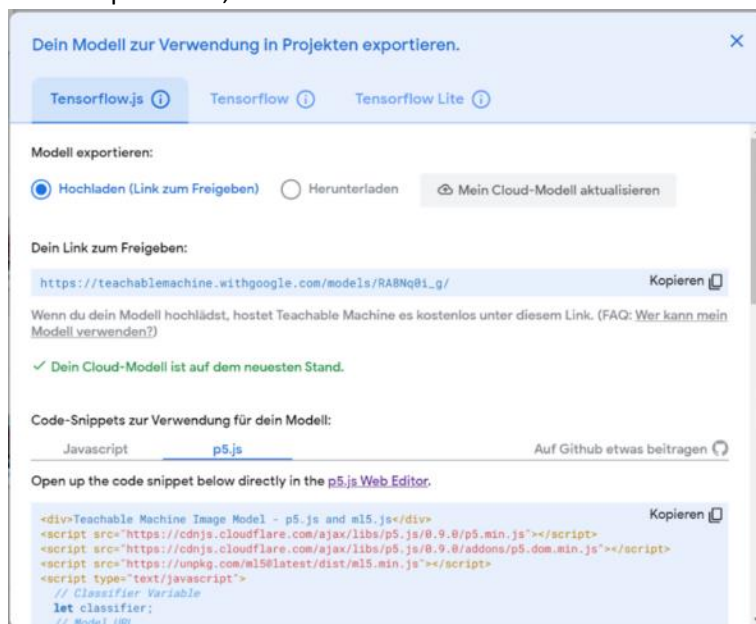 Dein Modell zur Verwendung in Projekten exportieren.
Tensorflow.js
Tensorflow
Tensorflow Lite
Modell exportieren:
Hochladen (Link zum Freigeben)
Herunterladen
Mein Cloud-Modell aktualisieren
Dein Link zum Freigeben:
https://teachablemachine.withgoogle.com/models/RA8Nq0i_g/
Kopieren
Wenn du dein Modell hochlädst, hostet Teachable Machine es kostenlos unter diesem Link. (FAQ: Wer kann mein
Modell verwenden?)
✓ Dein Cloud-Modell ist auf dem neuesten Stand.
Code-Snippets zur Verwendung für dein Modell:
Javascript
p5.js
Auf Github etwas beitragen
Open up the code snippet below directly in the p5.js Web Editor.
Kopieren
<div>Teachable Machine Image Model - p5.js and ml5.js</div>
<script src="https://cdnjs.cloudflare.com/ajax/libs/p5.js/0.9.0/p5.min.js"></script>
<script src="https://cdnjs.cloudflare.com/ajax/libs/p5.js/0.9.0/addons/p5.dom.min.js"></script>
<script src="https://unpkg.com/ml5@latest/dist/ml5.min.js"></script>
<script type="text/javascript">
// Classifier Variable
let classifier;
// Model URL